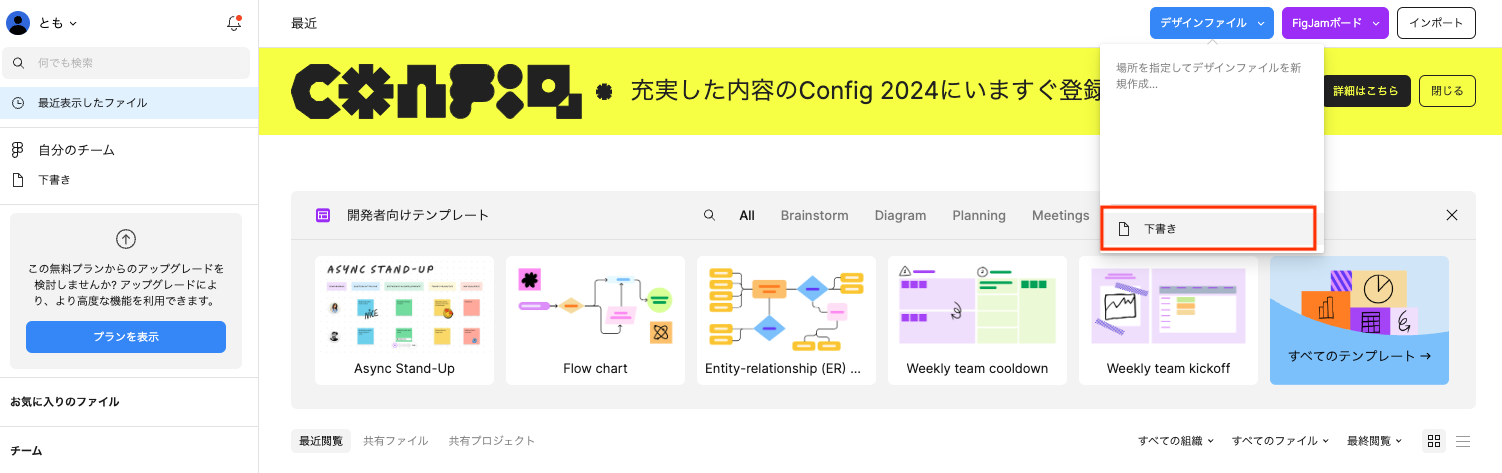 とも
何でも検索
最近表示したファイル
自分のチーム
下書き
この無料プランからのアップグレードを
検討しませんか? アップグレードによ
り、より高度な機能を利用できます。
プランを表示
お気に入りのファイル
チーム
最近
デザインファイル
FigJamボード
インポート
CONFIG
充実した内容のConfig 2024にいますぐ登録
詳細はこちら
閉じる
場所を指定してデザインファイルを新
規作成...
下書き
開発者向けテンプレート
All
Brainstorm
Diagram
Planning
Meetings
ASYNC STAND-UP
NICE
Async Stand-Up
Flow chart
Entity-relationship (ER) ...
Weekly team cooldown
Weekly team kickoff
すべてのテンプレート →
最近閲覧
共有ファイル
共有プロジェクト
すべての組織
すべてのファイル
最終閲覧